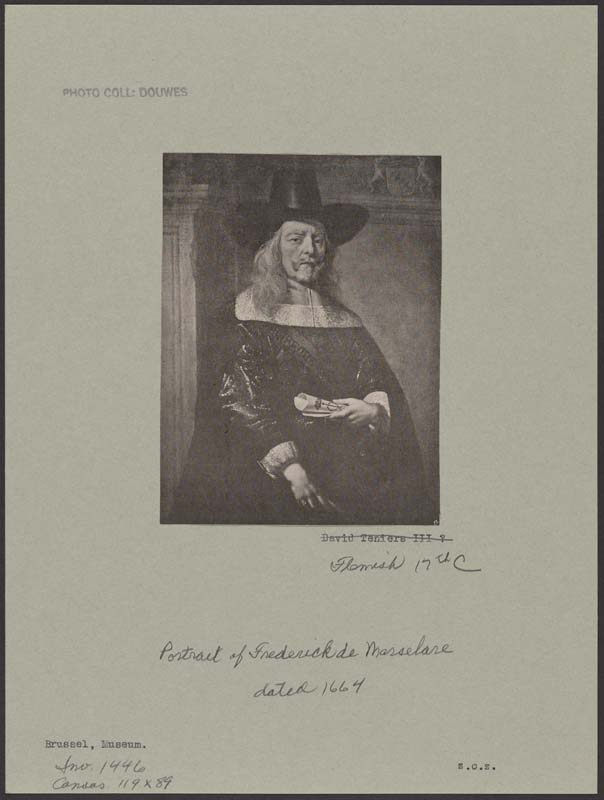 PHOTO COLL: DOUWES
David Teniers III ?
Flemish 17th C
Portrait of Frederick de Marselare
dated 1664
Brussel, Museum.
Inv. 1446
Canvas 119 x 89
z.o.z.